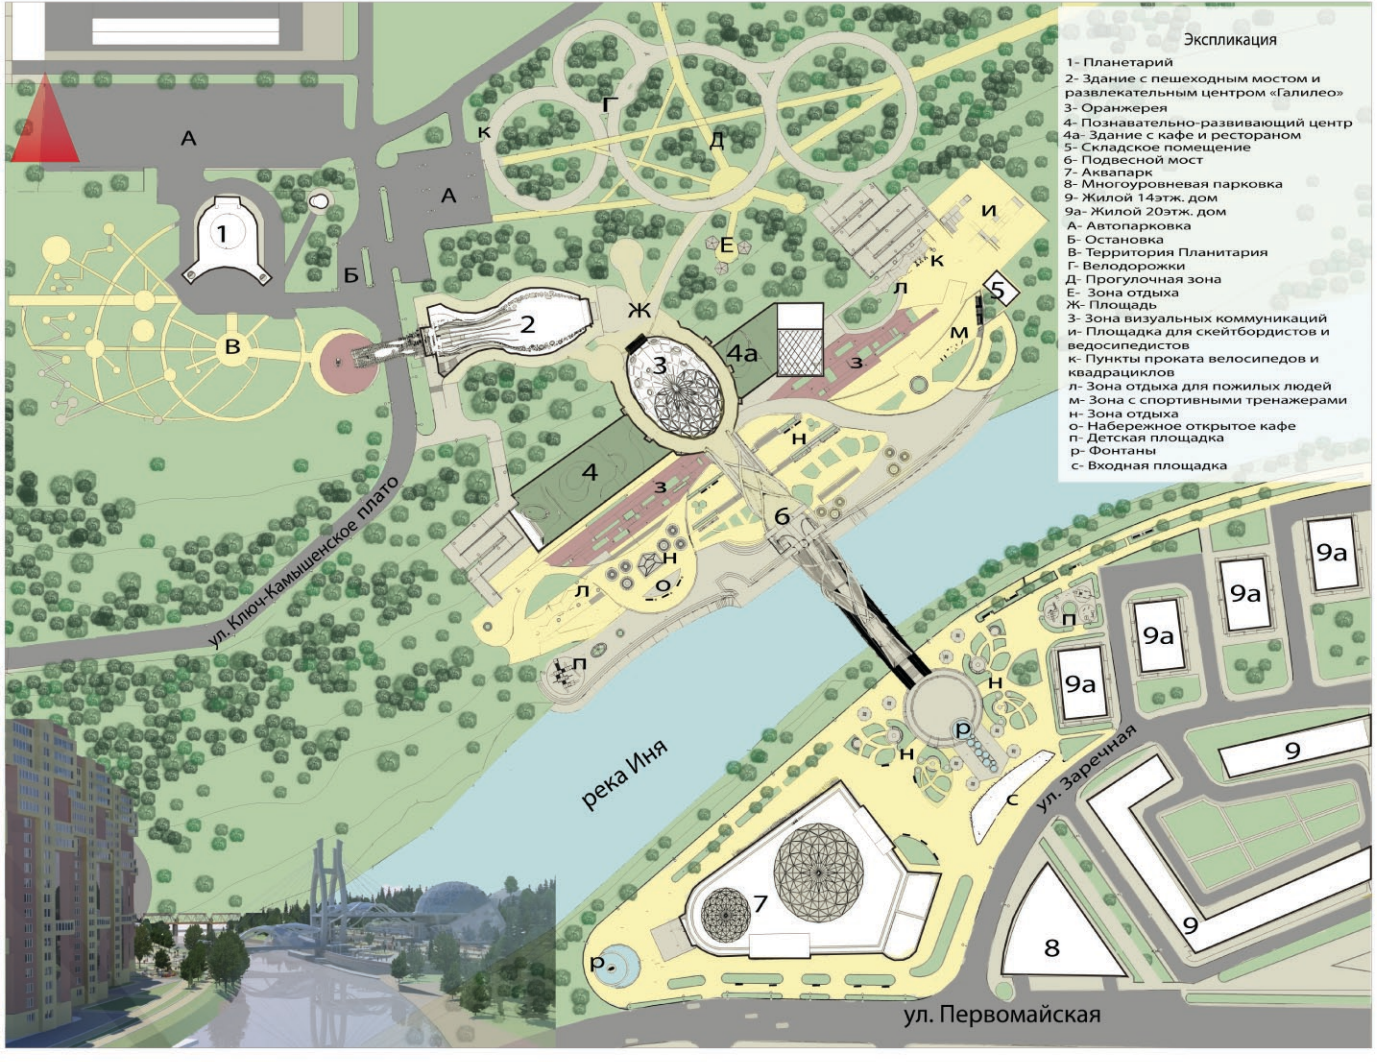 Экспликация
1- Планетарий
2- Здание с пешеходным мостом и
развлекательным центром «Галилео»
3- Оранжерея
4- Познавательно-развивающий центр
4а- Здание с кафе и рестораном
5- Складское помещение
6- Подвесной мост
7- Аквапарк
8- Многоуровневая парковка
9- Жилой 14этж. дом
9а- Жилой 20этж. дом
А- Автопарковка
Б- Остановка
В- Территория Планитария
Г- Велодорожки
Д- Прогулочная зона
Е- Зона отдыха
Ж- Площадь
З- Зона визуальных коммуникаций
и- Площадка для скейтбордистов и
ведосипедистов
к- Пункты проката велосипедов и
квадрациклов
л- Зона отдыха для пожилых людей
м- Зона с спортивными тренажерами
н- Зона отдыха
о- Набережное открытое кафе
п- Детская площадка
р- Фонтаны
с- Входная площадка
к
Г
А
Д
А
и
1
Е
к
Б
л
5
Ж
2
м
В
3
4а
з
н
4
з
6
н
9а
л
о
9а
п
9а
п
ул. Ключ-Камышенское плато
н
9а
р
н
9
река Иня
с
ул. Заречная
7
9
8
р
ул. Первомайская